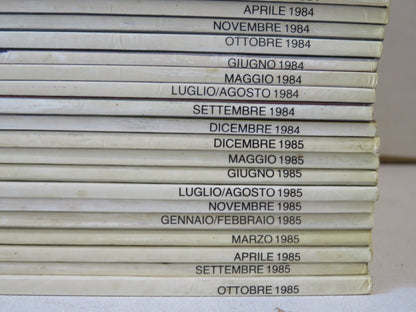 APRILE 1984
NOVEMBRE 1984
OTTOBRE 1984
GIUGNO 1984
MAGGIO 1984
LUGLIO/AGOSTO 1984
SETTEMBRE 1984
DICEMBRE 1984
DICEMBRE 1985
MAGGIO 1985
GIUGNO 1985
LUGLIO/AGOSTO 1985
NOVEMBRE 1985
GENNAIO/FEBBRAIO 1985
MARZO 1985
APRILE 1985
SETTEMBRE 1985
OTTOBRE 1985